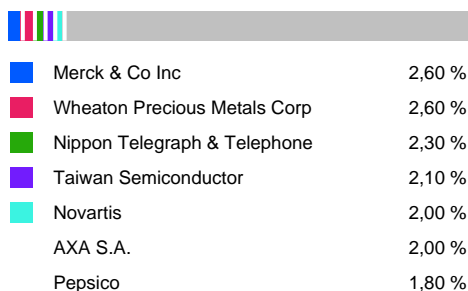 Merck & Co Inc 2,60 %
Wheaton Precious Metals Corp 2,60 %
Nippon Telegraph & Telephone 2,30 %
Taiwan Semiconductor 2,10 %
Novartis 2,00 %
AXA S.A. 2,00 %
Pepsico 1,80 %